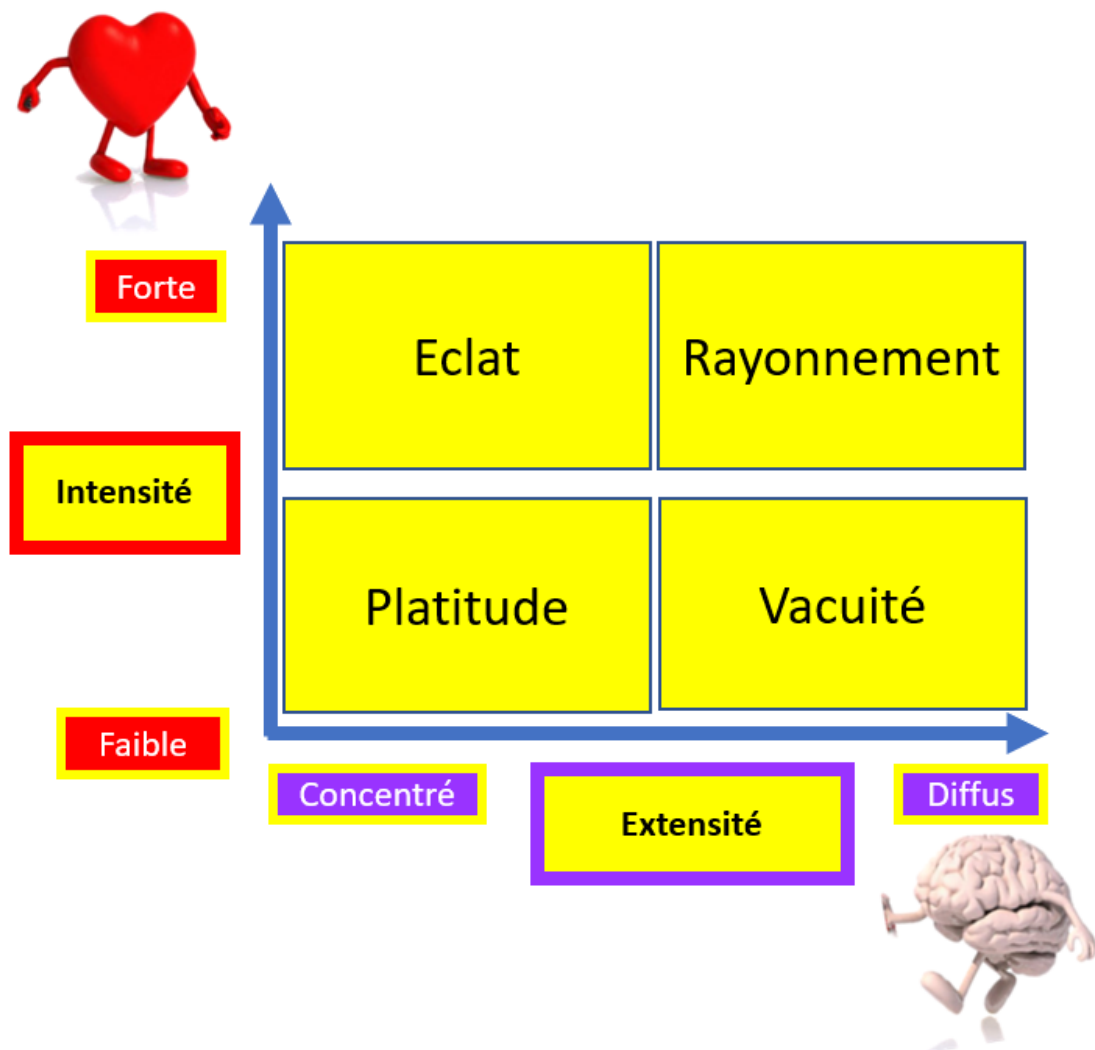 Forte
Eclat
Rayonnement
Intensité
Platitude
Vacuité
Faible
Concentré
Extensité
Diffus